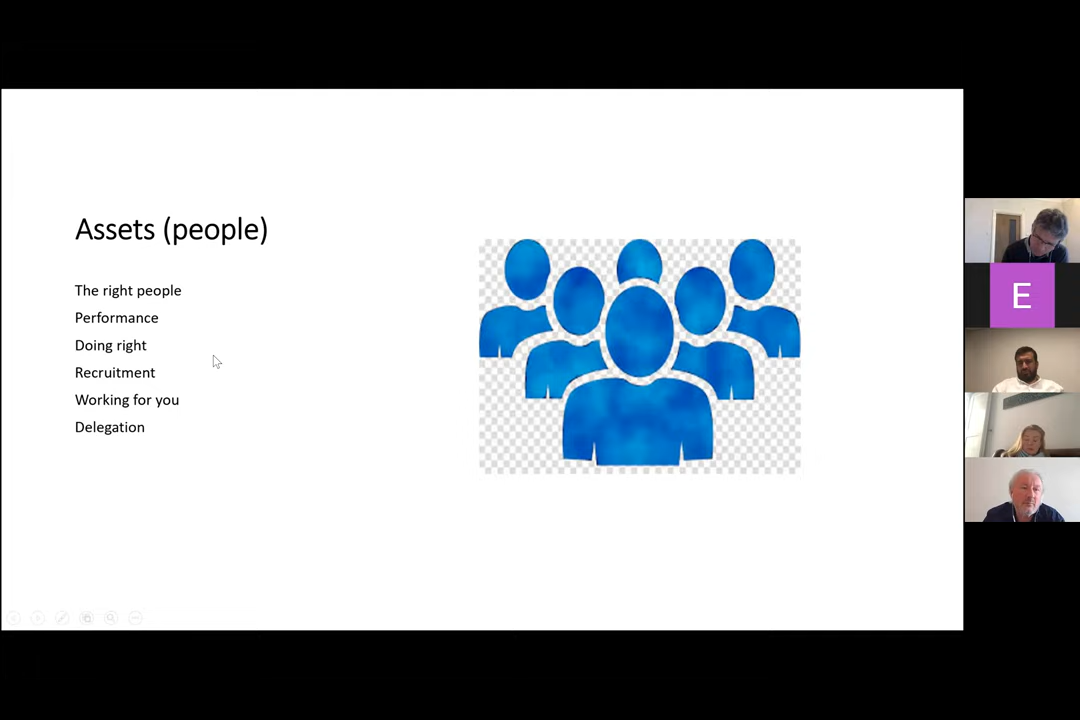 Assets (people)
The right people
Performance
Doing right
Recruitment
Working for you
Delegation
E